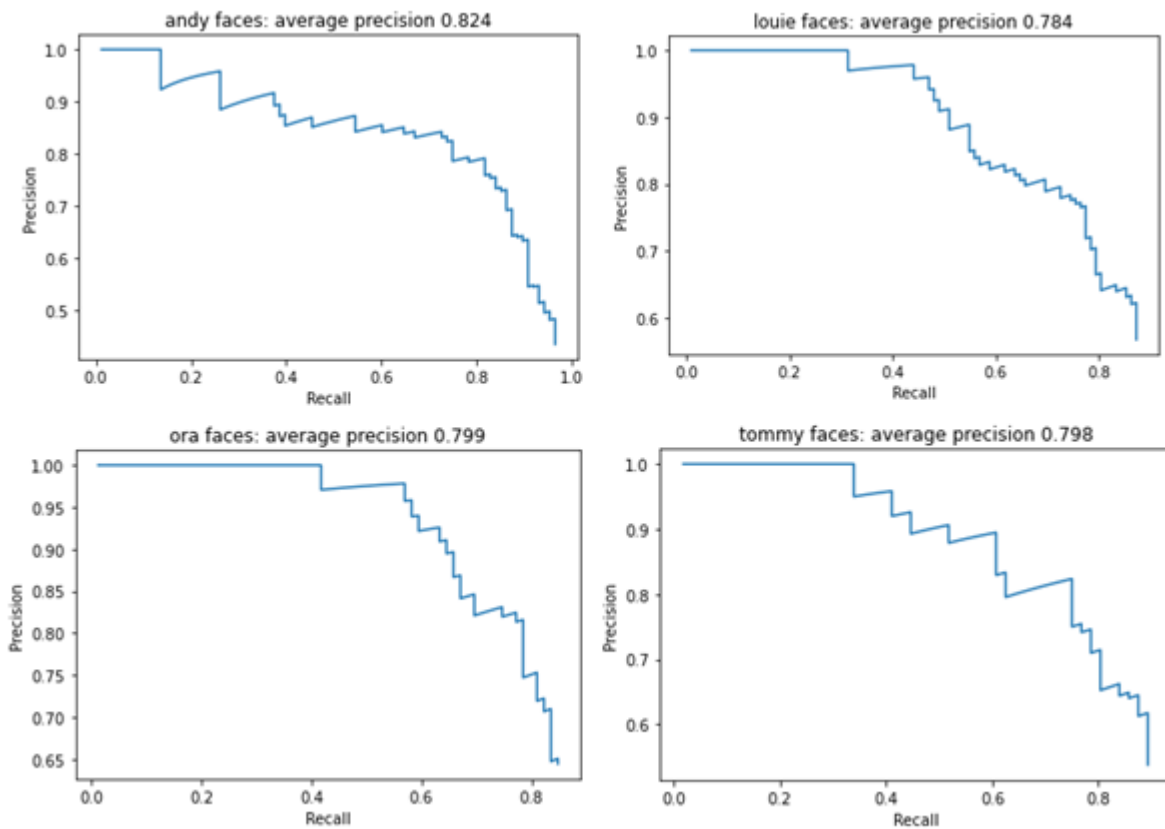 andy faces: average precision 0.824
1.0
0.9
0.8
0.7
0.6
0.5
Precision
0.0 0.2 0.4 0.6 0.8 1.0
Recall
louie faces: average precision 0.784
1.0
0.9
0.8
0.7
0.6
Precision
0.0 0.2 0.4 0.6 0.8
Recall
ora faces: average precision 0.799
1.00
0.95
0.90
0.85
0.80
0.75
0.70
0.65
Precision
0.0 0.2 0.4 0.6 0.8
Recall
tommy faces: average precision 0.798
1.0
0.9
0.8
0.7
0.6
Precision
0.0 0.2 0.4 0.6 0.8
Recall